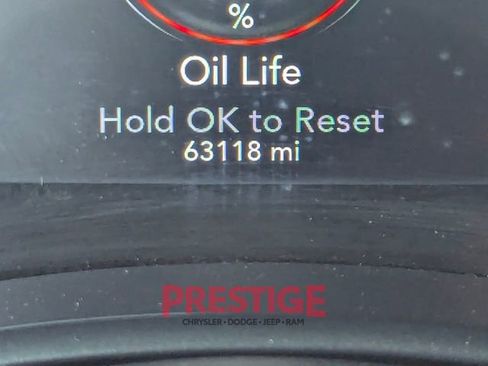 %
Oil Life
Hold OK to Reset
63118 mi
PRESTIGE
CHRYSLER • DODGE • JEEP • RAM